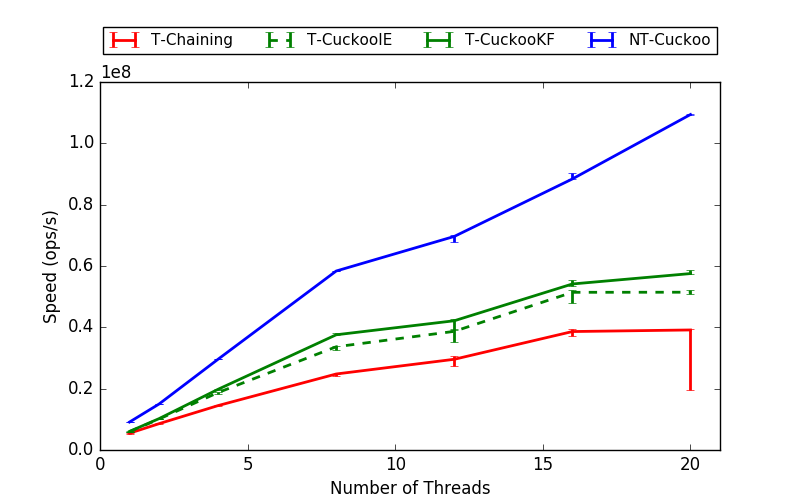 T-Chaining T-CuckooIE T-CuckooKF NT-Cuckoo
1e8
1.2
1.0
0.8
0.6
0.4
0.2
0.0
Speed (ops/s)
0 5 10 15 20
Number of Threads